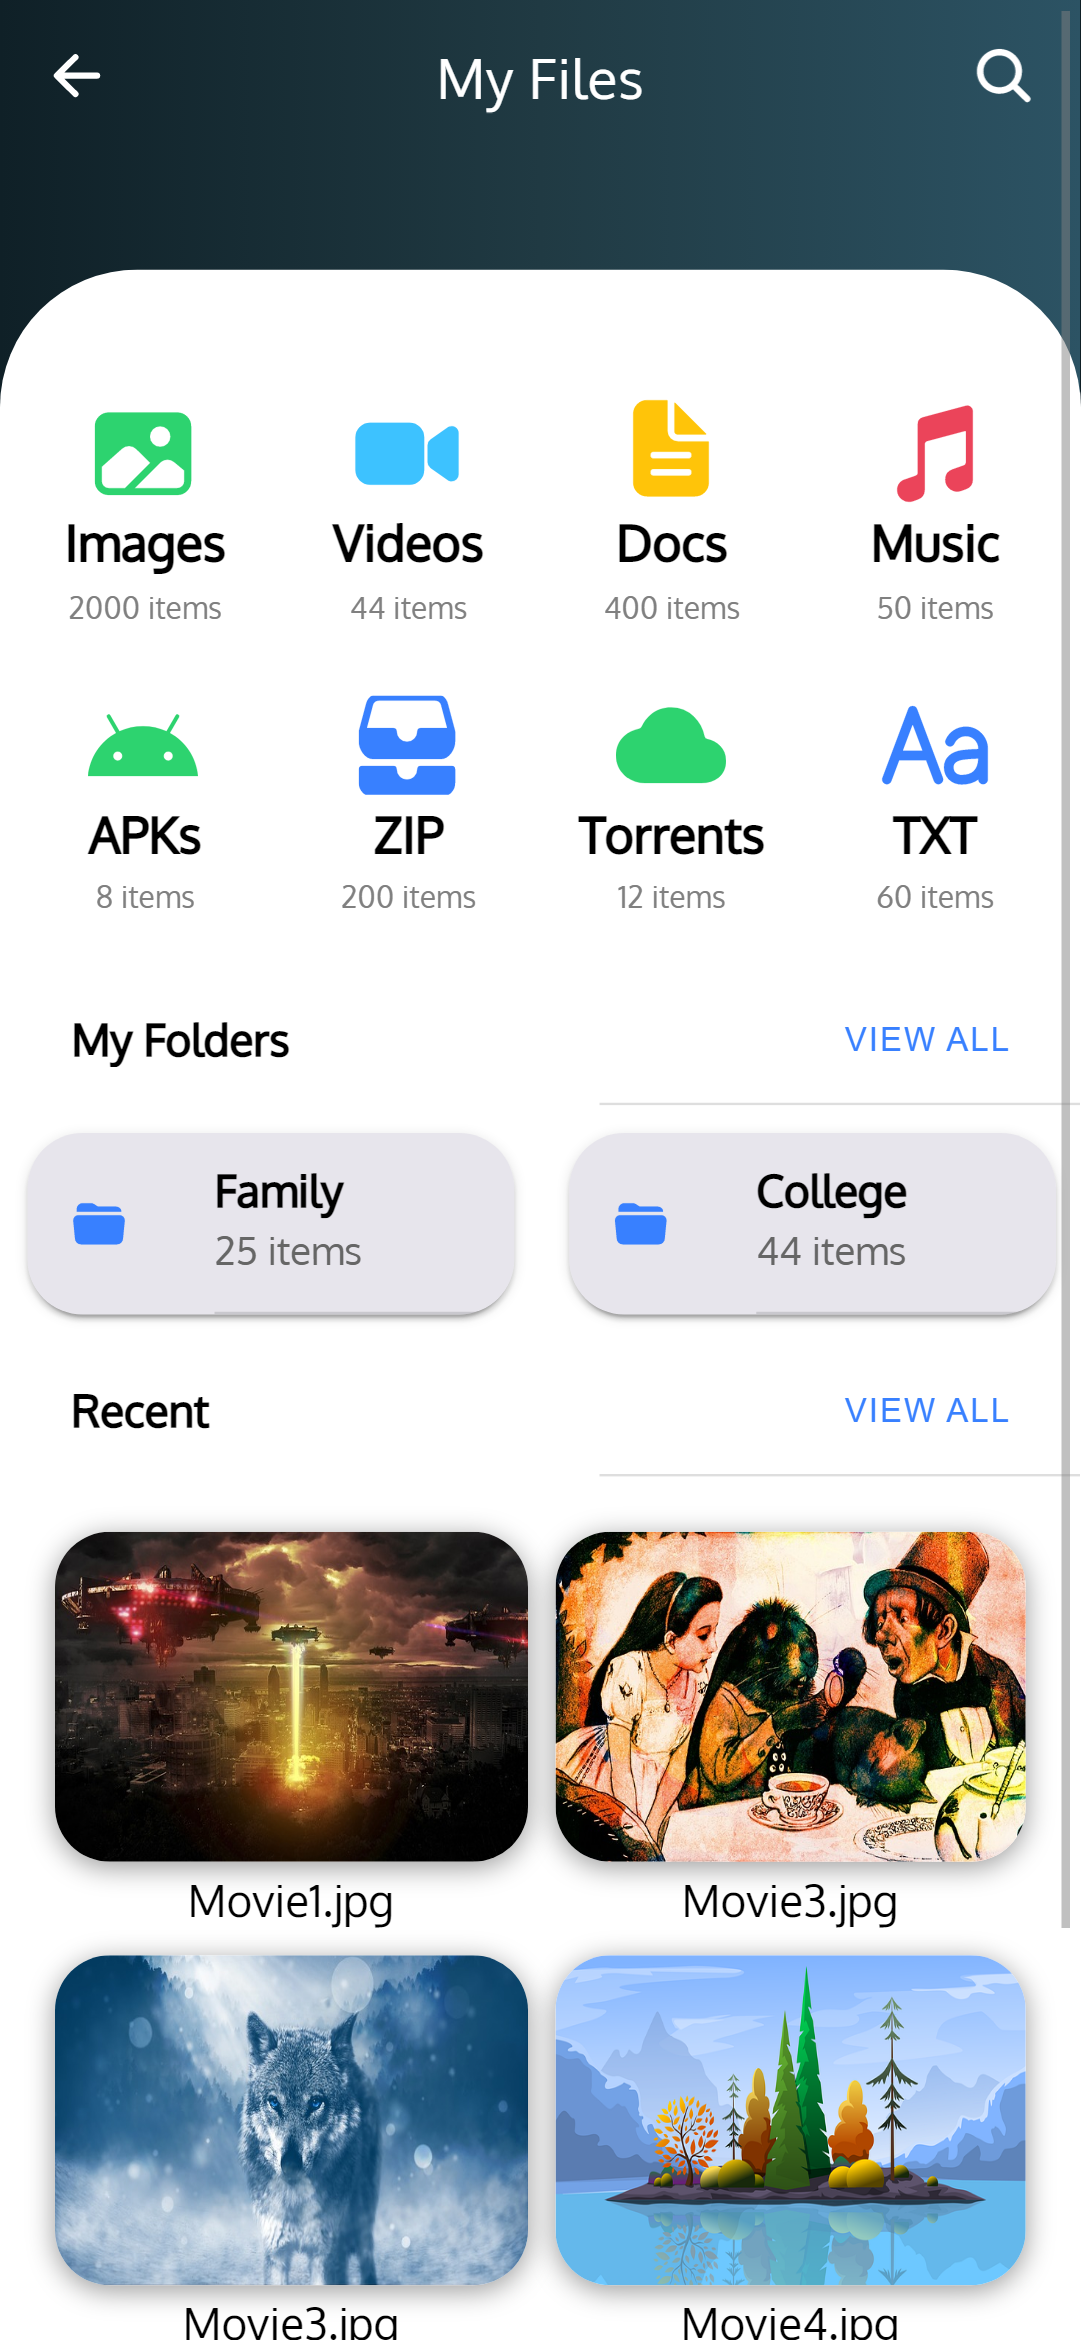 My Files
Images Videos Docs Music
2000 items 44 items 400 items 50 items
Aa
APKs ZIP Torrents TXT
8 items 200 items 12 items 60 items
My Folders VIEW ALL
Family College
25 items 44 items
Recent VIEW ALL
Movie1.jpg Movie3.jpg
Movie3.jpg Movie4.jpg